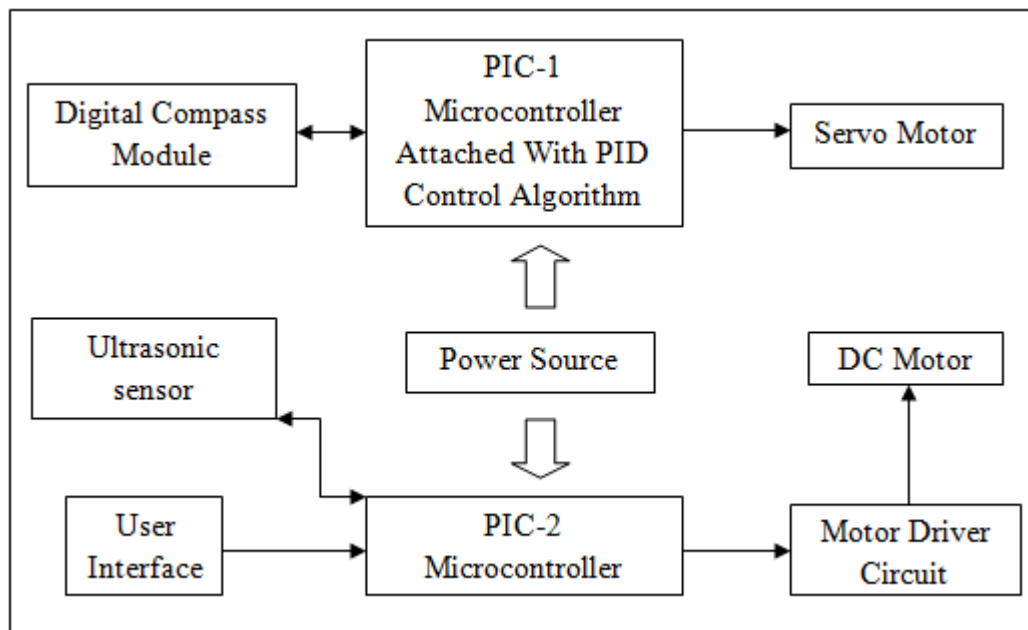 Digital Compass
Module
PIC-1
Microcontroller
Attached With PID
Control Algorithm
Servo Motor
Ultrasonic
sensor
Power Source
DC Motor
User
Interface
PIC-2
Microcontroller
Motor Driver
Circuit